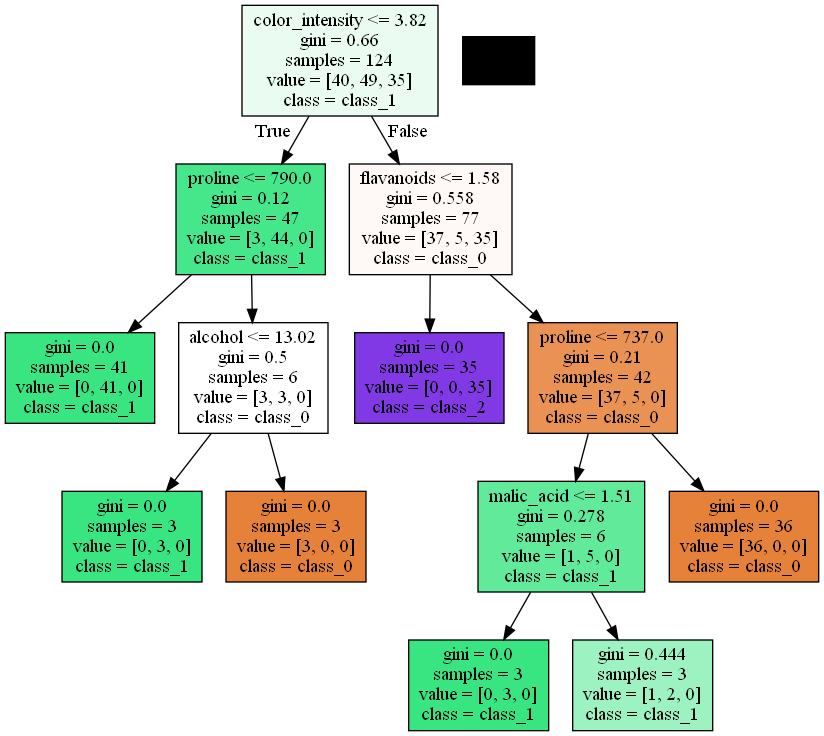 color_intensity <= 3.82
gini = 0.66
samples = 124
value = [40, 49, 35]
class = class_1
True
False
proline <= 790.0
gini = 0.12
samples = 47
value = [3, 44, 0]
class = class_1
flavanoids <= 1.58
gini = 0.558
samples = 77
value = [37, 5, 35]
class = class_0
gini = 0.0
samples = 41
value = [0, 41, 0]
class = class_1
alcohol <= 13.02
gini = 0.5
samples = 6
value = [3, 3, 0]
class = class_0
gini = 0.0
samples = 35
value = [0, 0, 35]
class = class_2
proline <= 737.0
gini = 0.21
samples = 42
value = [37, 5, 0]
class = class_0
gini = 0.0
samples = 3
value = [0, 3, 0]
class = class_1
gini = 0.0
samples = 3
value = [3, 0, 0]
class = class_0
malic_acid <= 1.51
gini = 0.278
samples = 6
value = [1, 5, 0]
class = class_1
gini = 0.0
samples = 36
value = [36, 0, 0]
class = class_0
gini = 0.0
samples = 3
value = [0, 3, 0]
class = class_1
gini = 0.444
samples = 3
value = [1, 2, 0]
class = class_1